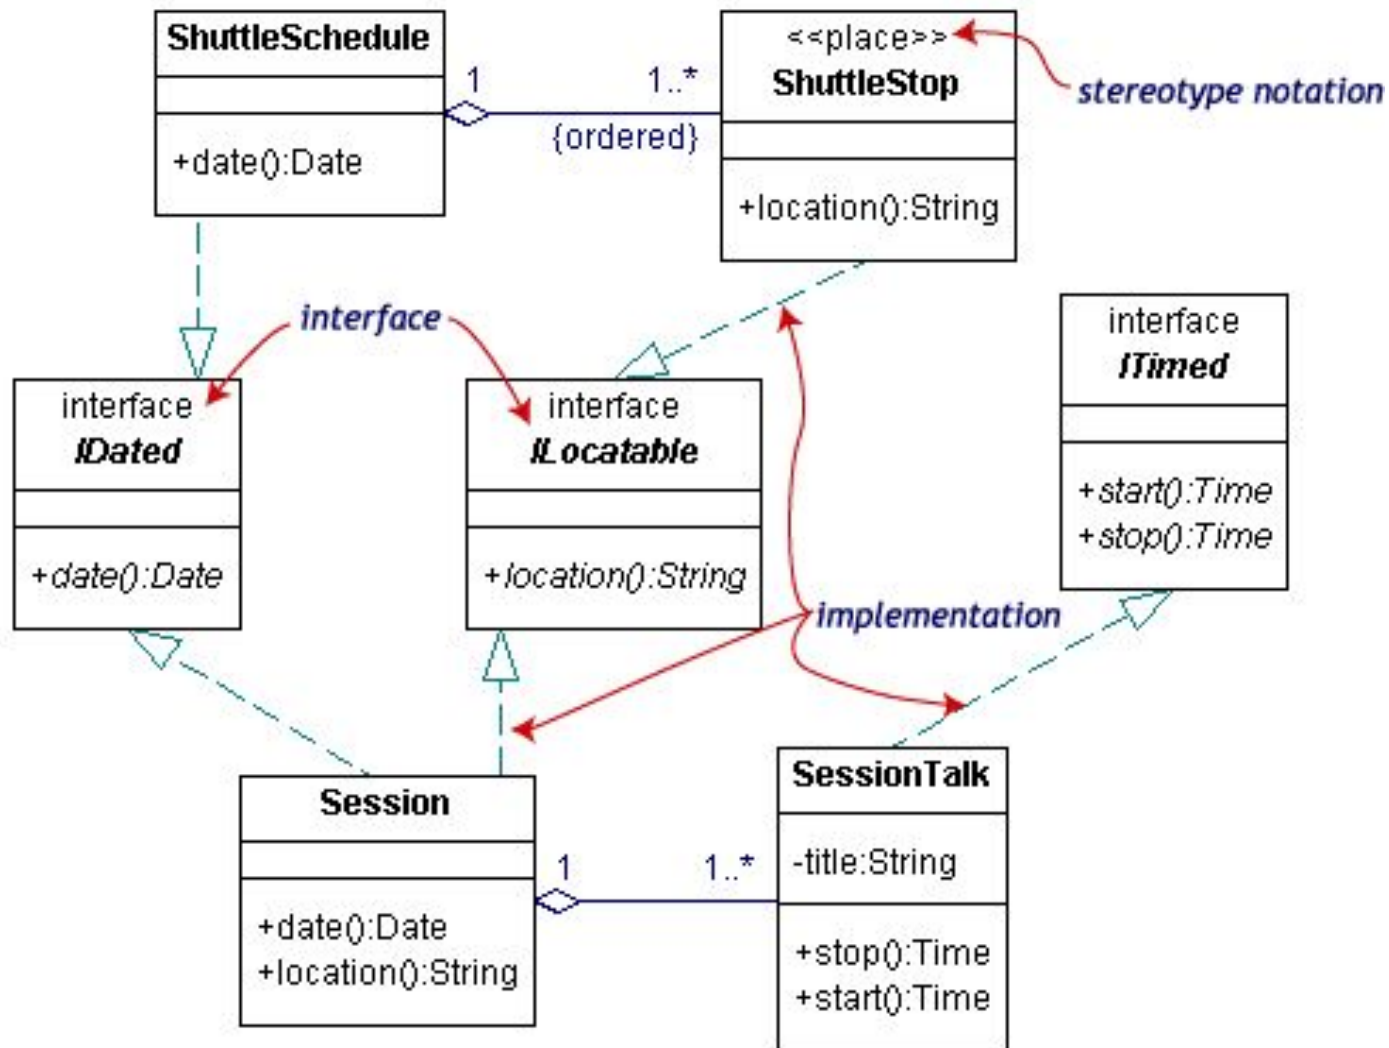 ShuttleSchedule
+date():Date
1
1..*
{ordered}
<<place>>
ShuttleStop
+location():String
stereotype notation
interface
interface
IDated
+date():Date
interface
ILocatable
+location():String
interface
ITimed
+start():Time
+stop():Time
implementation
Session
+date():Date
+location():String
1
1..*
SessionTalk
-title:String
+stop():Time
+start():Time